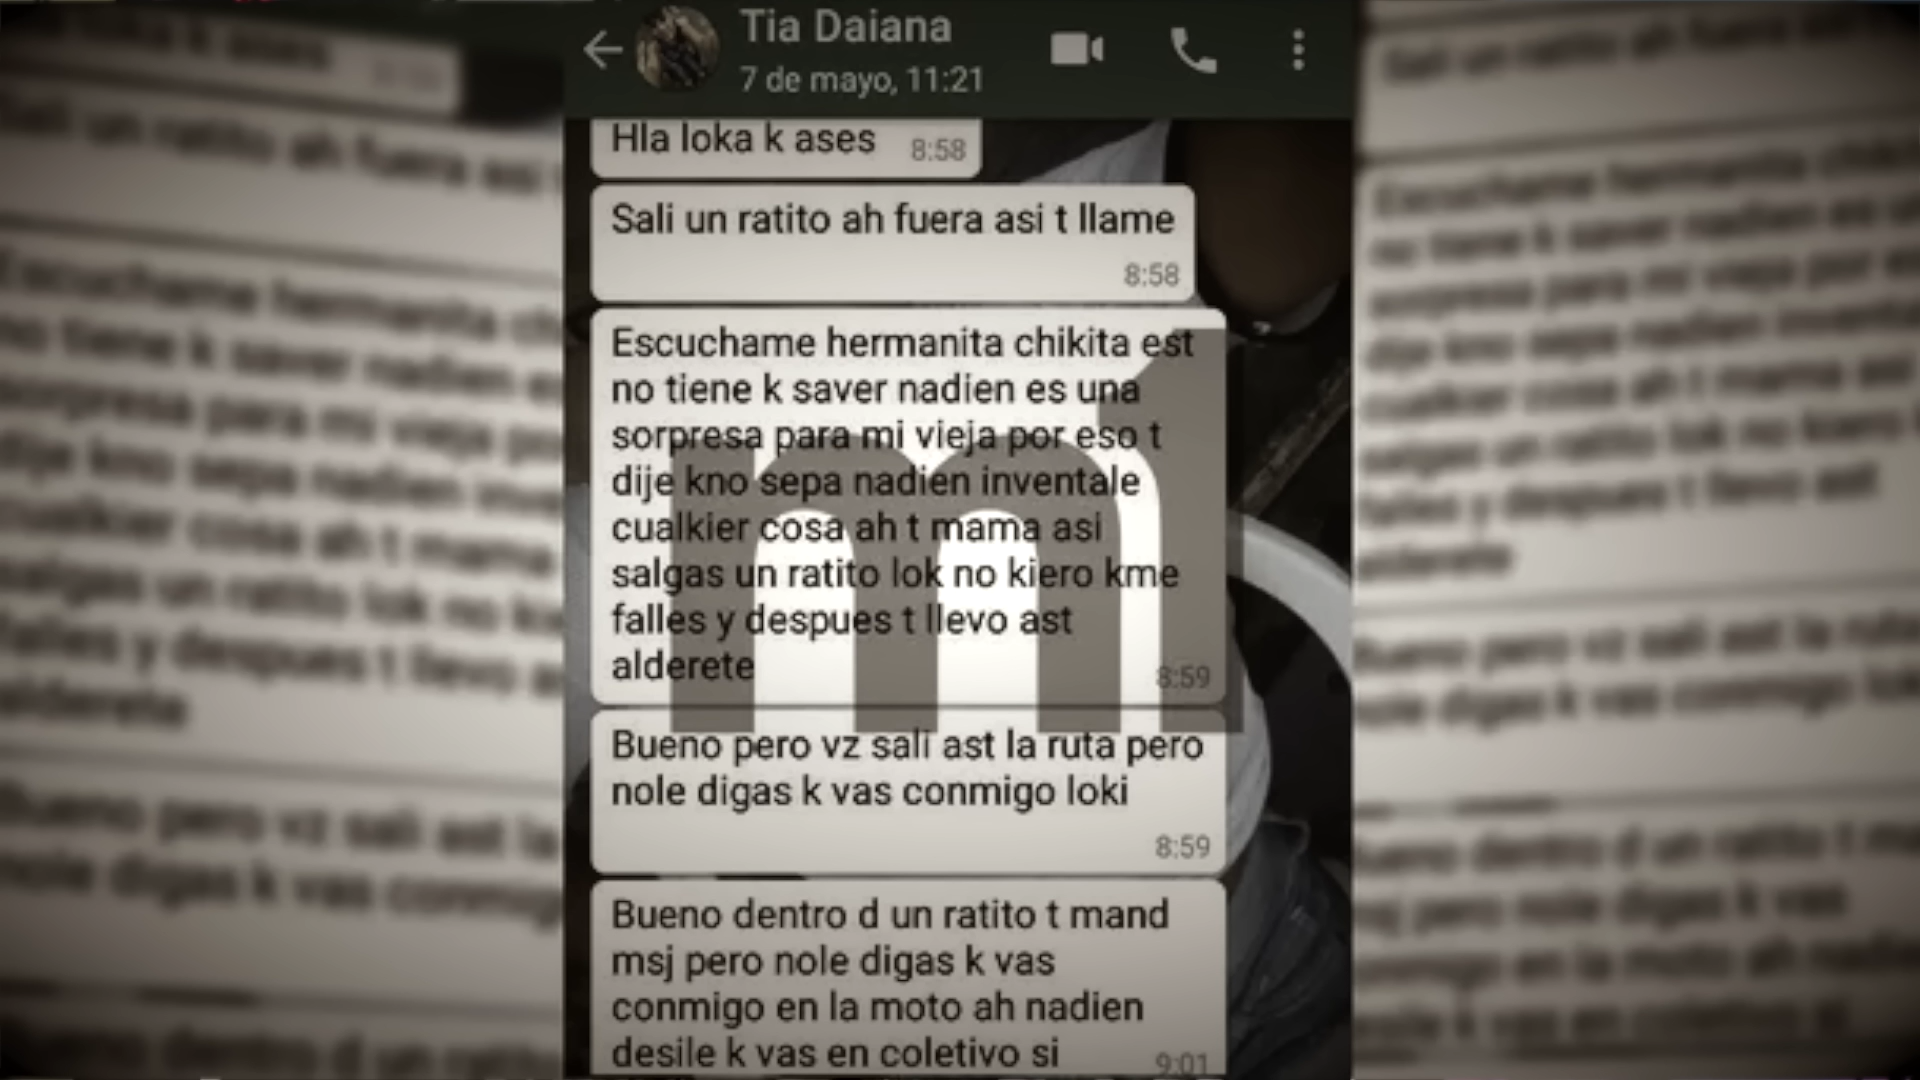 Tia Daiana
7 de mayo, 11:21
Hla loka k ases 8:58
Sali un ratito ah fuera asi t llame
8:58
Escuchame hermanita chikita est
no tiene k saver nadien es una
sorpresa para mi vieja por eso t
dije kno sepa nadien inventale
cualkier cosa ah t mama asi
salgas un ratito lok no kiero kme
falles y despues t llevo ast
alderete
8:59
Bueno pero vz sali ast la ruta pero
nole digas k vas conmigo loki
8:59
Bueno dentro d un ratito t mand
msj pero nole digas k vas
conmigo en la moto ah nadien
desile k vas en coletivo si
9:01